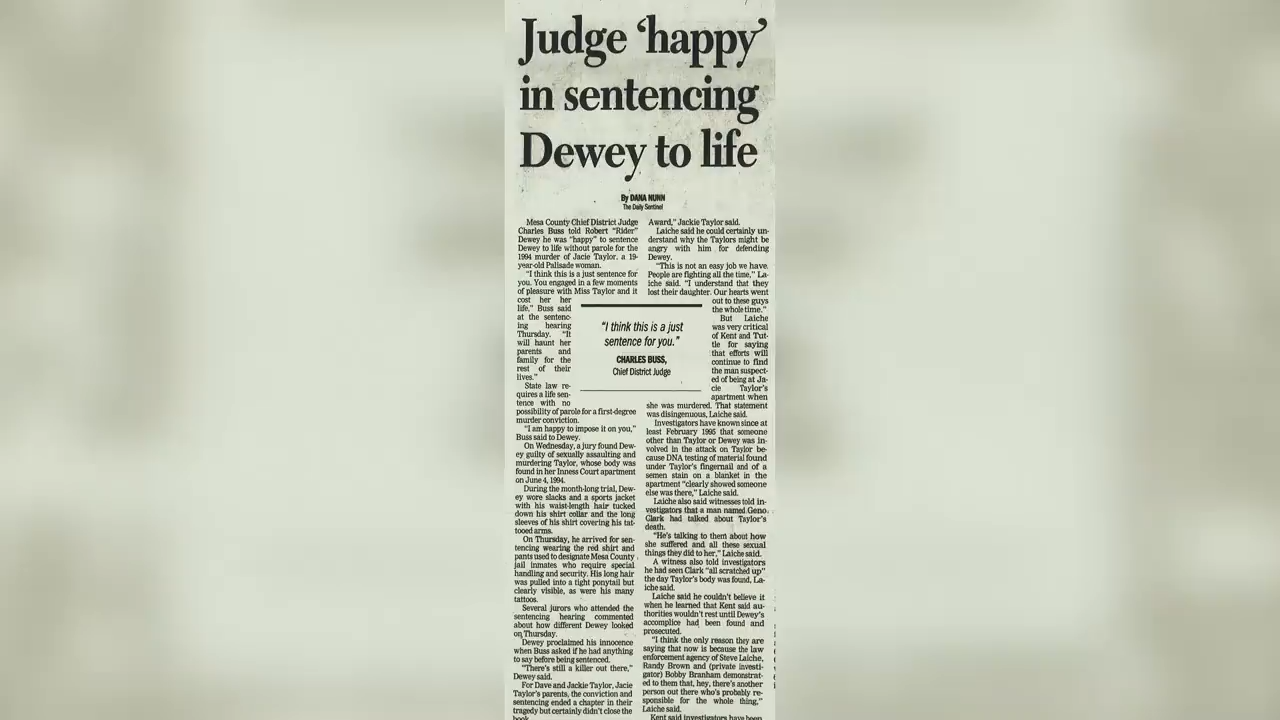 Judge ‘happy’
in sentencing
Dewey to life
By DANA NUNN
The Daily Sentinel
Mesa County Chief District Judge
Charles Buss told Robert "Rider"
Dewey he was "happy" to sentence
Dewey to life without parole for the
1994 murder of Jacie Taylor, a 19-
year-old Palisade woman.
"I think this is a just sentence for
you. You engaged in a few moments
of pleasure with Miss Taylor and it
cost her her
life," Buss said
at the sentenc-
ing hearing
Thursday. "It
will haunt her
parents and
family for the
rest of their
lives."
State law re-
quires a life sen-
tence with no
possibility of parole for a first-degree
murder conviction.
"I am happy to impose it on you,"
Buss said to Dewey.
On Wednesday, a jury found Dew-
ey guilty of sexually assaulting and
murdering Taylor, whose body was
found in her Inness Court apartment
on June 4, 1994.
During the month-long trial, Dew-
ey wore slacks and a sports jacket
with his waist-length hair tucked
down his shirt collar and the long
sleeves of his shirt covering his tat-
tooed arms.
On Thursday, he arrived for sen-
tencing wearing the red shirt and
pants used to designate Mesa County
jail inmates who require special
handling and security. His long hair
was pulled into a tight ponytail but
clearly visible, as were his many
tattoos.
Several jurors who attended the
sentencing hearing commented
about how different Dewey looked
on Thursday.
Dewey proclaimed his innocence
when Buss asked if he had anything
to say before being sentenced.
"There's still a killer out there,"
Dewey said.
For Dave and Jackie Taylor, Jacie
Taylor's parents, the conviction and
sentencing ended a chapter in their
tragedy but certainly didn't close the
book.
"I think this is a just
sentence for you."
CHARLES BUSS,
Chief District Judge
Award," Jackie Taylor said.
Laiche said he could certainly un-
derstand why the Taylors might be
angry with him for defending
Dewey.
"This is not an easy job we have.
People are fighting all the time," La-
iche said. "I understand that they
lost their daughter. Our hearts went
out to these guys
the whole time."
But Laiche
was very critical
of Kent and Tut-
tle for saying
that efforts will
continue to find
the man suspect-
ed of being at Ja-
cie Taylor's
apartment when
she was murdered. That statement
was disingenuous, Laiche said.
Investigators have known since at
least February 1995 that someone
other than Taylor or Dewey was in-
volved in the attack on Taylor be-
cause DNA testing of material found
under Taylor's fingernail and of a
semen stain on a blanket in the
apartment "clearly showed someone
else was there," Laiche said.
Laiche also said witnesses told in-
vestigators that a man named Geno
Clark had talked about Taylor's
death.
"He's talking to them about how
she suffered and all these sexual
things they did to her," Laiche said.
A witness also told investigators
he had seen Clark "all scratched up"
the day Taylor's body was found, La-
iche said.
Laiche said he couldn't believe it
when he learned that Kent said au-
thorities wouldn't rest until Dewey's
accomplice had been found and
prosecuted.
"I think the only reason they are
saying that now is because the law
enforcement agency of Steve Laiche,
Randy Brown and (private investi-
gator) Bobby Branham demonstrat-
ed to them that, hey, there's another
person out there who's probably re-
sponsible for the whole thing,"
Laiche said.
Kent said investigators have been